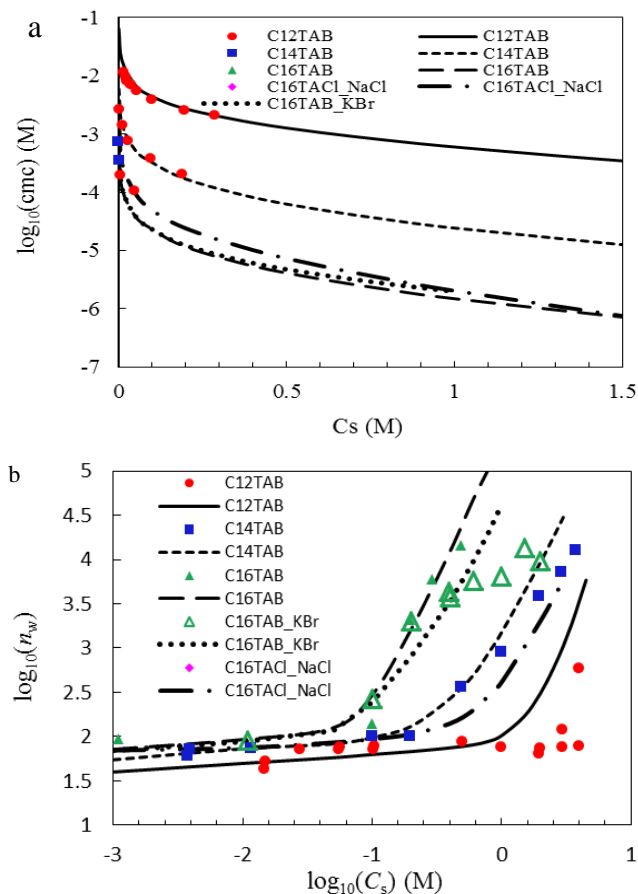 a
C12TAB C12TAB
C14TAB C14TAB
C16TAB C16TAB
C16TACl_NaCl C16TACl_NaCl
C16TAB_KBr
-1
-2
-3
-4
-5
-6
-7
0 0.5 1 1.5
log10(cmc) (M)
Cs (M)
b
C12TAB
C12TAB
C14TAB
C14TAB
C16TAB
C16TAB
C16TAB_KBr
C16TAB_KBr
C16TACl_NaCl
C16TACl_NaCl
5
4.5
4
3.5
3
2.5
2
1.5
1
-3 -2 -1 0 1
log10(nw)
log10(Cs) (M)